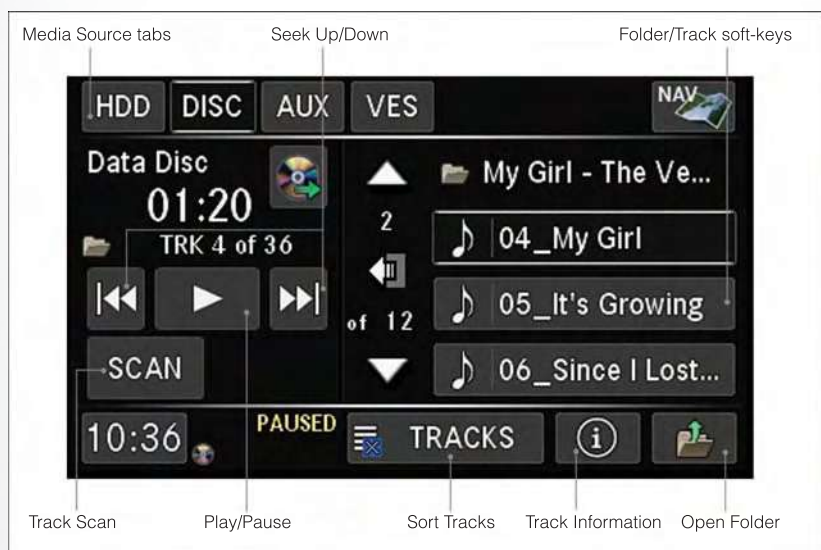 Media Source tabs
Seek Up/Down
Folder/Track soft-keys
HDD DISC AUX VES
NAV
Data Disc
01:20
TRK 4 of 36
SCAN
2
of 12
My Girl - The Ve...
04_My Girl
05_It's Growing
06_Since I Lost...
10:36
PAUSED
TRACKS
i
Track Scan
Play/Pause
Sort Tracks
Track Information
Open Folder